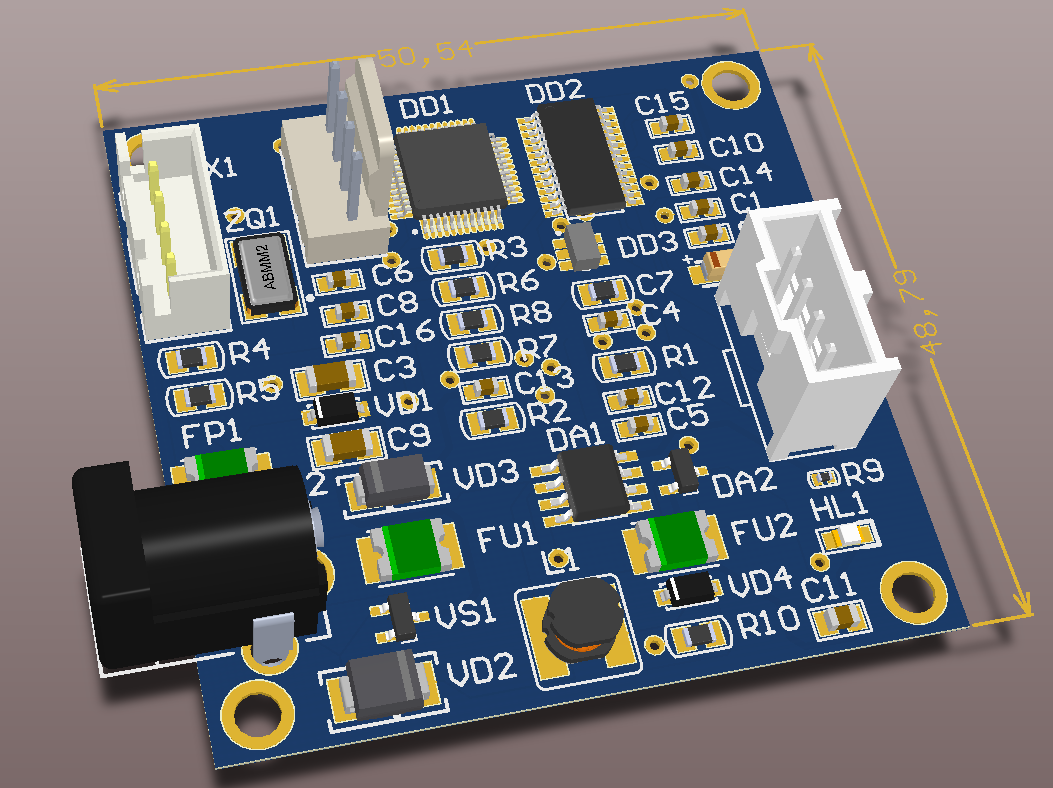 50,54
DD1
DD2
C15
C10
C14
C1
X1
ZQ1
ABMM2
DD3
+
R3
C6
R6
C7
C8
R8
C4
C16
R7
R1
R4
C3
C13
C12
R5
VD1
R2
C5
48,79
FP1
C9
DA1
2
VD3
DA2
R9
HL1
FU1
FU2
L1
VD4
C11
VS1
R10
VD2